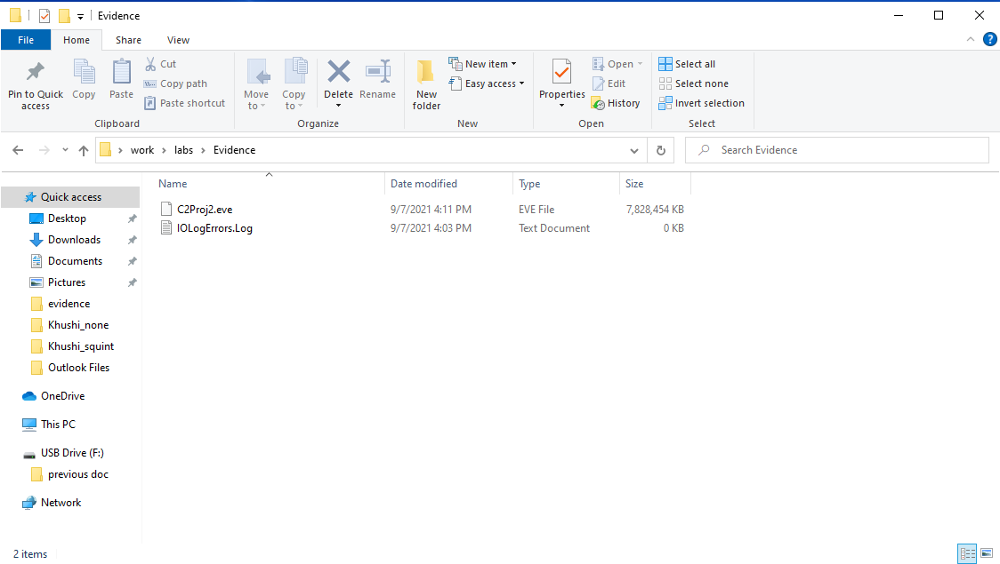 Evidence
File Home Share View
Pin to Quick access
Copy
Paste
Cut
Copy path
Paste shortcut
Clipboard
Move to
Copy to
Delete
Rename
Organize
New folder
New item
Easy access
New
Properties
Open
Edit
History
Open
Select all
Select none
Invert selection
Select
work › labs › Evidence
Search Evidence
Name Date modified Type Size
C2Proj2.eve 9/7/2021 4:11 PM EVE File 7,828,454 KB
IOLogErrors.Log 9/7/2021 4:03 PM Text Document 0 KB
Quick access
Desktop
Downloads
Documents
Pictures
evidence
Khushi_none
Khushi_squint
Outlook Files
OneDrive
This PC
USB Drive (F:)
previous doc
Network
2 items